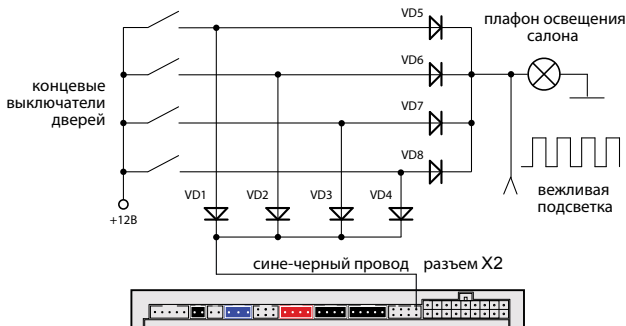 VD5
плафон освещения
салона
VD6
концевые
выключатели
дверей
VD7
VD8
вежливая
подсветка
VD1
VD2
VD3
VD4
+12В
сине-черный провод
разъем X2